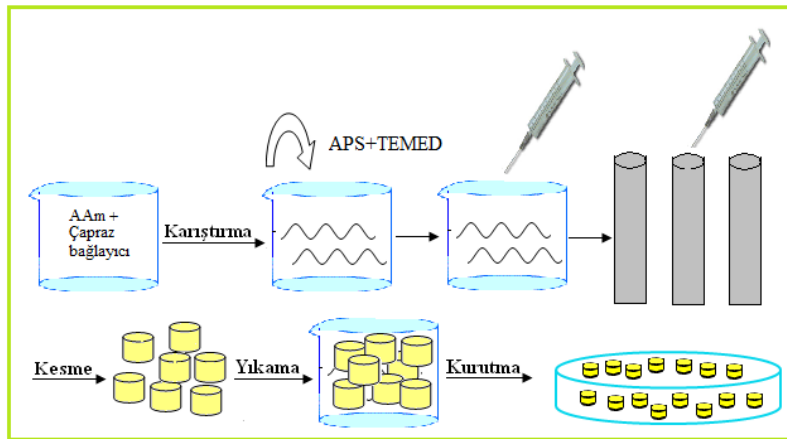 APS+TEMED
AAm +
Çapraz
bağlayıcı
Karıştırma
Kesme
Yıkama
Kurutma